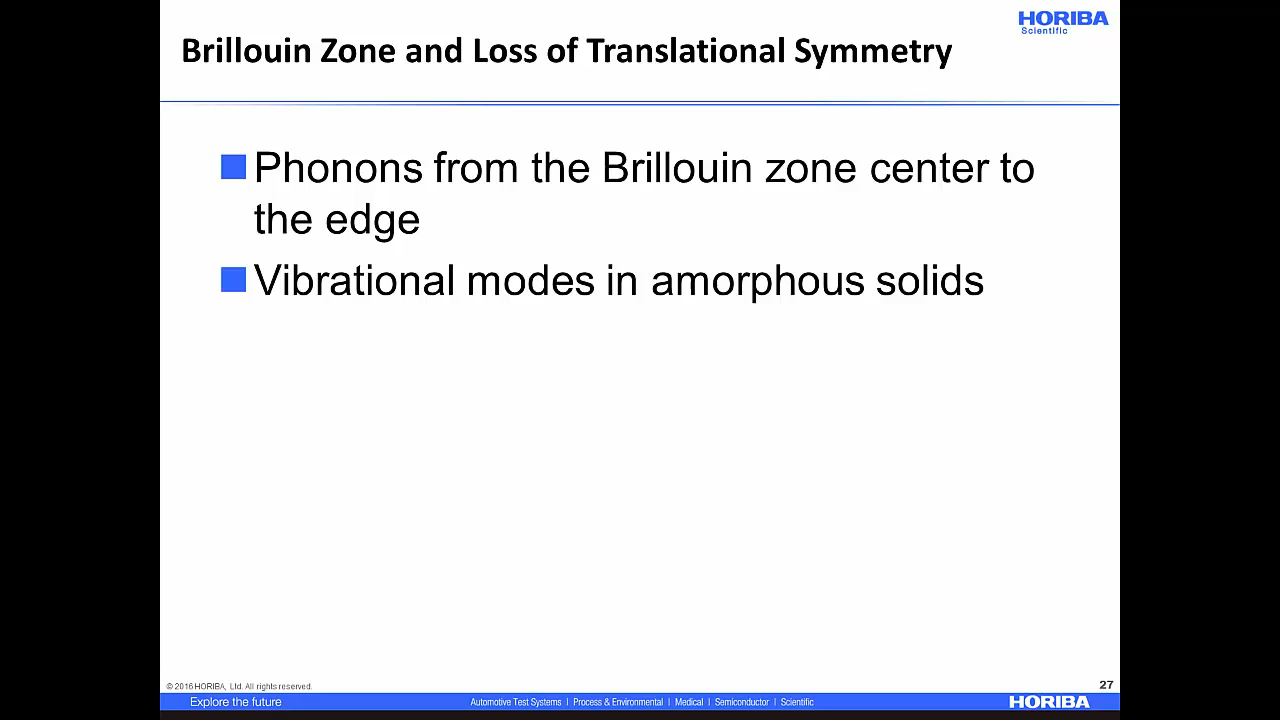 HORIBA
Scientific
Brillouin Zone and Loss of Translational Symmetry
Phonons from the Brillouin zone center to
the edge
Vibrational modes in amorphous solids
© 2016 HORIBA, Ltd. All rights reserved.
27
Explore the future
Automotive Test Systems | Process & Environmental | Medical | Semiconductor | Scientific
HORIBA